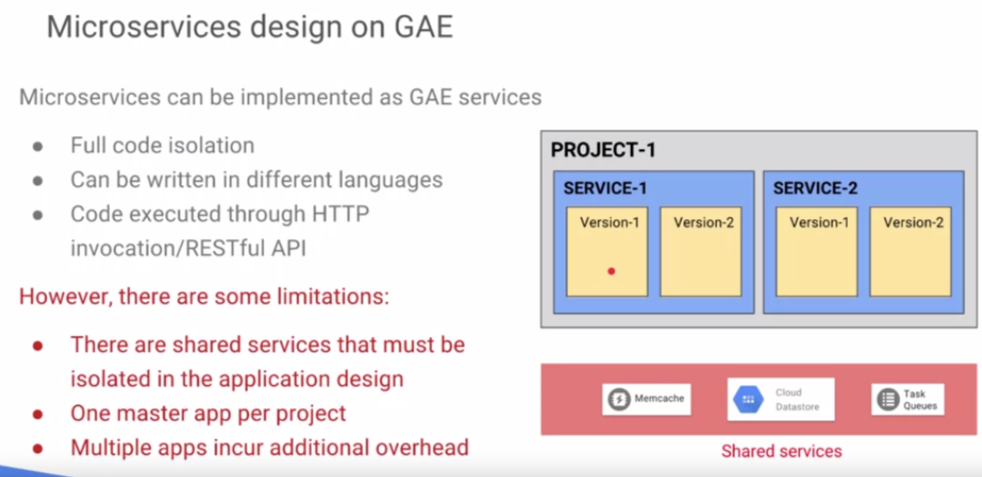 Microservices design on GAE
Microservices can be implemented as GAE services
Full code isolation
Can be written in different languages
Code executed through HTTP
invocation/RESTful API
However, there are some limitations:
There are shared services that must be
isolated in the application design
One master app per project
Multiple apps incur additional overhead
PROJECT-1
SERVICE-1
Version-1
Version-2
SERVICE-2
Version-1
Version-2
Memcache
Cloud
Datastore
Task
Queues
Shared services